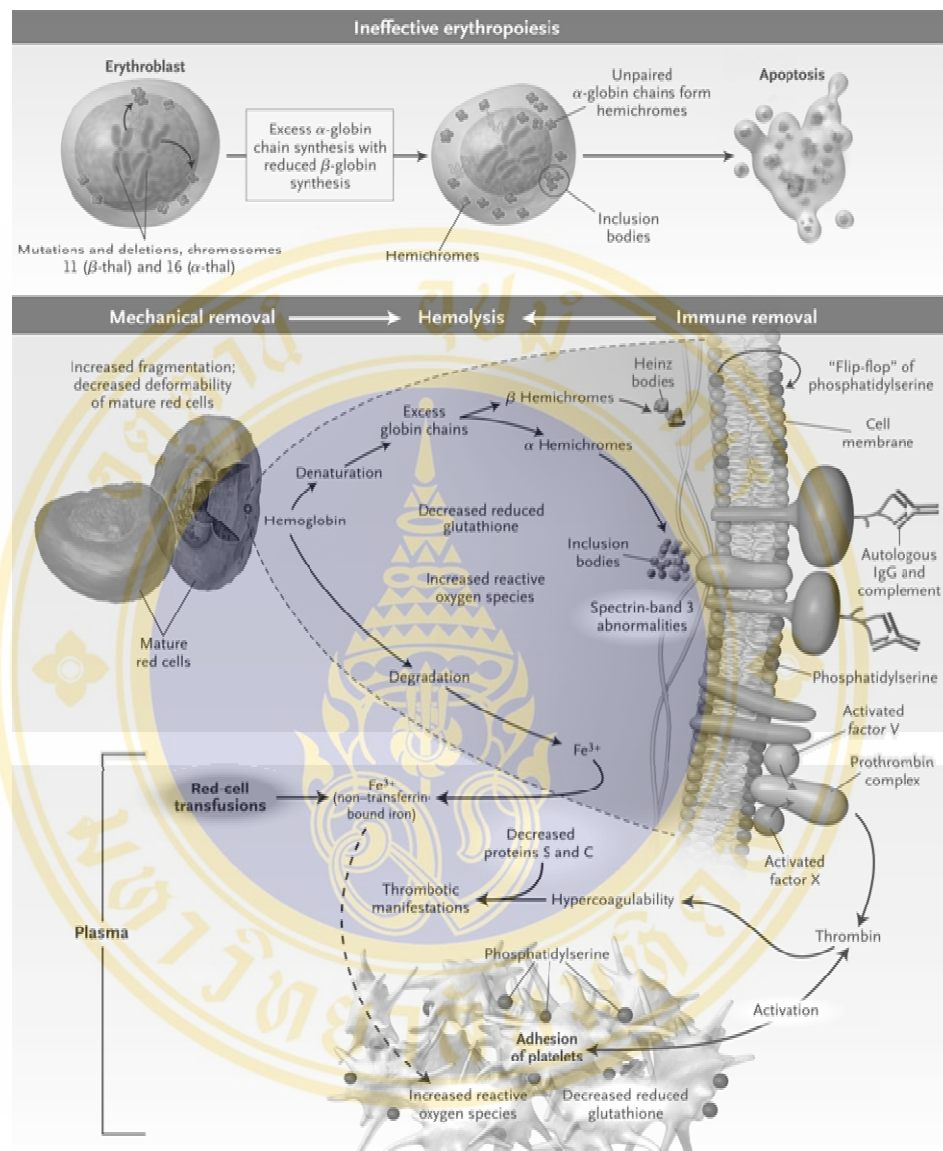 Ineffective erythropoiesis
Erythroblast
Mutations and deletions, chromosomes
11 (β-thal) and 16 (α-thal)
Excess α-globin
chain synthesis with
reduced β-globin
synthesis
Unpaired
α-globin chains form
hemichromes
Hemichromes
Inclusion
bodies
Apoptosis
Mechanical removal
Hemolysis
Immune removal
Increased fragmentation;
decreased deformability
of mature red cells
Mature
red cells
Hemoglobin
Denaturation
Excess
globin chains
β Hemichromes
α Hemichromes
Heinz
bodies
Decreased reduced
glutathione
Increased reactive
oxygen species
Inclusion
bodies
Spectrin-band 3
abnormalities
Degradation
Fe³⁺
"Flip-flop" of
phosphatidylserine
Cell
membrane
Autologous
IgG and
complement
Phosphatidylserine
Activated
factor V
Prothrombin
complex
Activated
factor X
Plasma
Red-cell
transfusions
Fe³⁺
(non–transferrin-
bound iron)
Decreased
proteins S and C
Thrombotic
manifestations
Hypercoagulability
Thrombin
Activation
Phosphatidylserine
Adhesion
of platelets
Increased reactive
oxygen species
Decreased reduced
glutathione